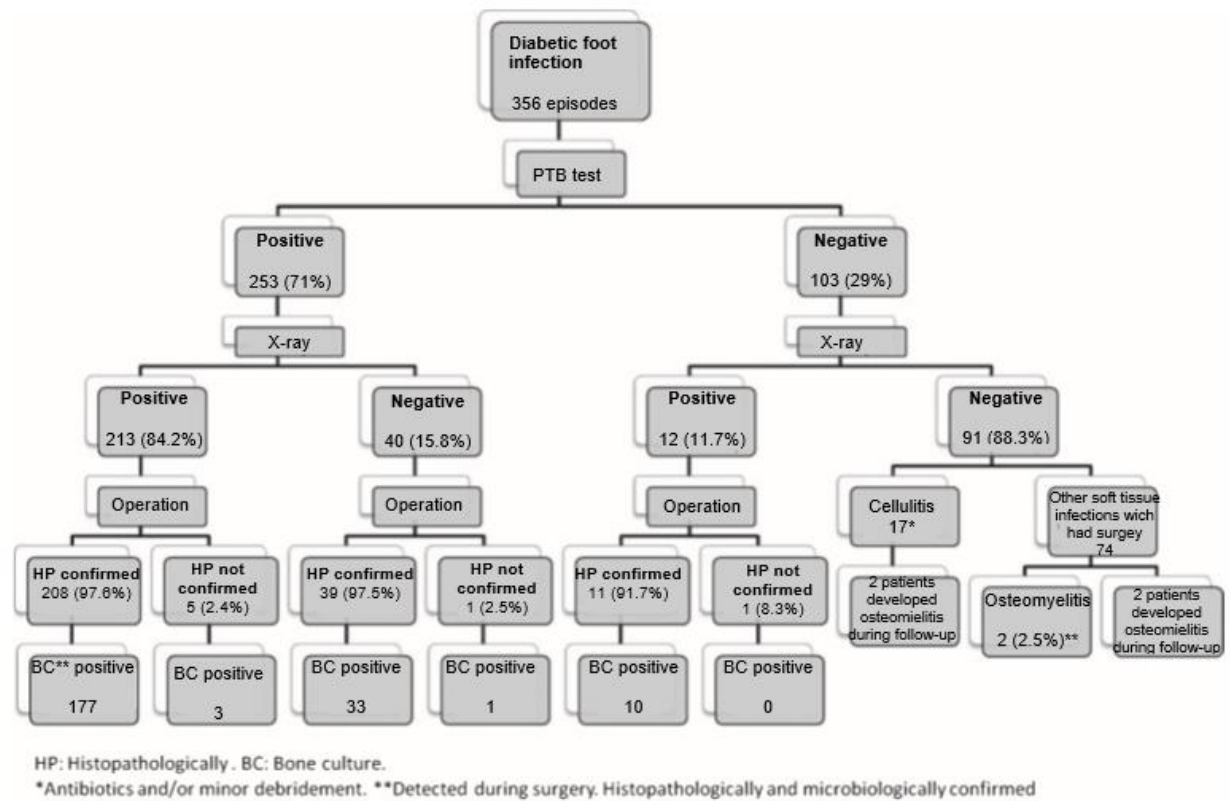 Diabetic foot
infection
356 episodes
PTB test
Positive
253 (71%)
Negative
103 (29%)
X-ray
X-ray
Positive
213 (84.2%)
Negative
40 (15.8%)
Positive
12 (11.7%)
Negative
91 (88.3%)
Operation
Operation
Operation
Cellulitis
17*
Other soft tissue
infections wich
had surgey
74
HP confirmed
208 (97.6%)
HP not
confirmed
5 (2.4%)
HP confirmed
39 (97.5%)
HP not
confirmed
1 (2.5%)
HP confirmed
11 (91.7%)
HP not
confirmed
1 (8.3%)
2 patients
developed
osteomielitis
during follow-up
Osteomyelitis
2 (2.5%)**
2 patients
developed
osteomielitis
during follow-up
BC** positive
177
BC positive
3
BC positive
33
BC positive
1
BC positive
10
BC positive
0
HP: Histopathologically . BC: Bone culture.
*Antibiotics and/or minor debridement. **Detected during surgery. Histopathologically and microbiologically confirmed